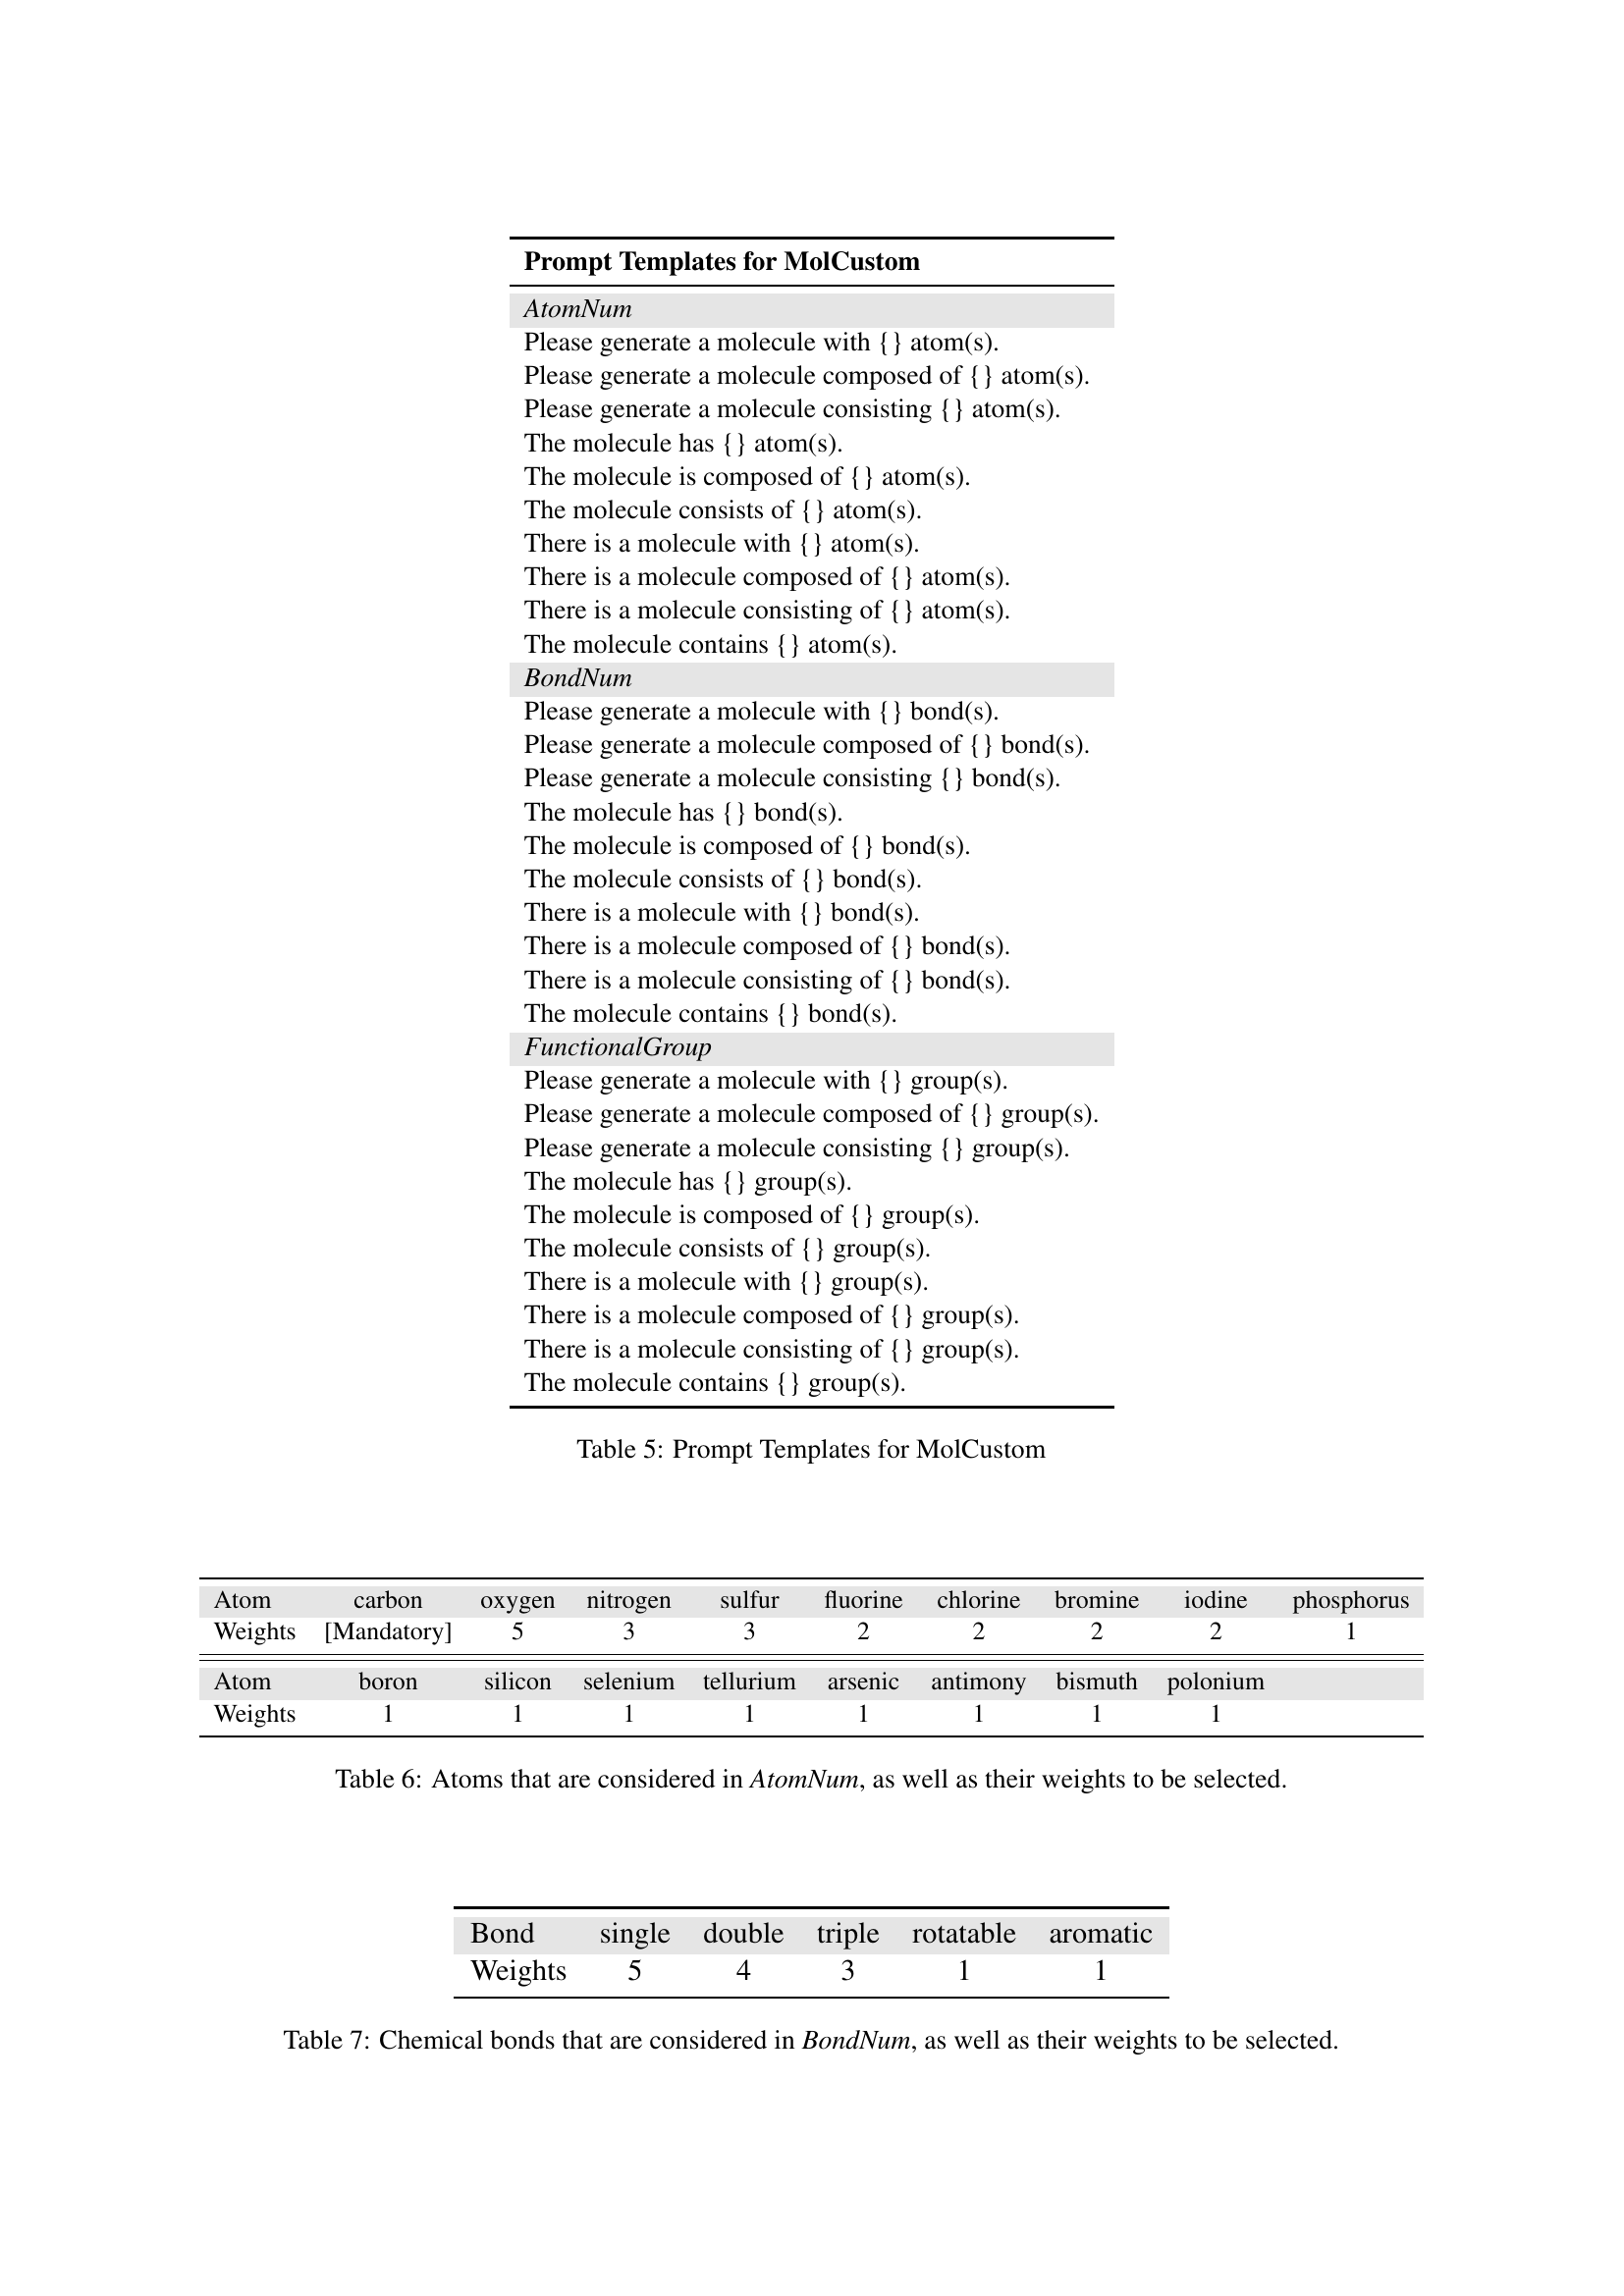 Prompt Templates for MolCustom
AtomNum
Please generate a molecule with {} atom(s).
Please generate a molecule composed of {} atom(s).
Please generate a molecule consisting {} atom(s).
The molecule has {} atom(s).
The molecule is composed of {} atom(s).
The molecule consists of {} atom(s).
There is a molecule with {} atom(s).
There is a molecule composed of {} atom(s).
There is a molecule consisting of {} atom(s).
The molecule contains {} atom(s).
BondNum
Please generate a molecule with {} bond(s).
Please generate a molecule composed of {} bond(s).
Please generate a molecule consisting {} bond(s).
The molecule has {} bond(s).
The molecule is composed of {} bond(s).
The molecule consists of {} bond(s).
There is a molecule with {} bond(s).
There is a molecule composed of {} bond(s).
There is a molecule consisting of {} bond(s).
The molecule contains {} bond(s).
FunctionalGroup
Please generate a molecule with {} group(s).
Please generate a molecule composed of {} group(s).
Please generate a molecule consisting {} group(s).
The molecule has {} group(s).
The molecule is composed of {} group(s).
The molecule consists of {} group(s).
There is a molecule with {} group(s).
There is a molecule composed of {} group(s).
There is a molecule consisting of {} group(s).
The molecule contains {} group(s).
Table 5: Prompt Templates for MolCustom
Atom carbon oxygen nitrogen sulfur fluorine chlorine bromine iodine phosphorus
Weights [Mandatory] 5 3 3 2 2 2 2 1
Atom boron silicon selenium tellurium arsenic antimony bismuth polonium
Weights 1 1 1 1 1 1 1 1
Table 6: Atoms that are considered in AtomNum, as well as their weights to be selected.
Bond single double triple rotatable aromatic
Weights 5 4 3 1 1
Table 7: Chemical bonds that are considered in BondNum, as well as their weights to be selected.